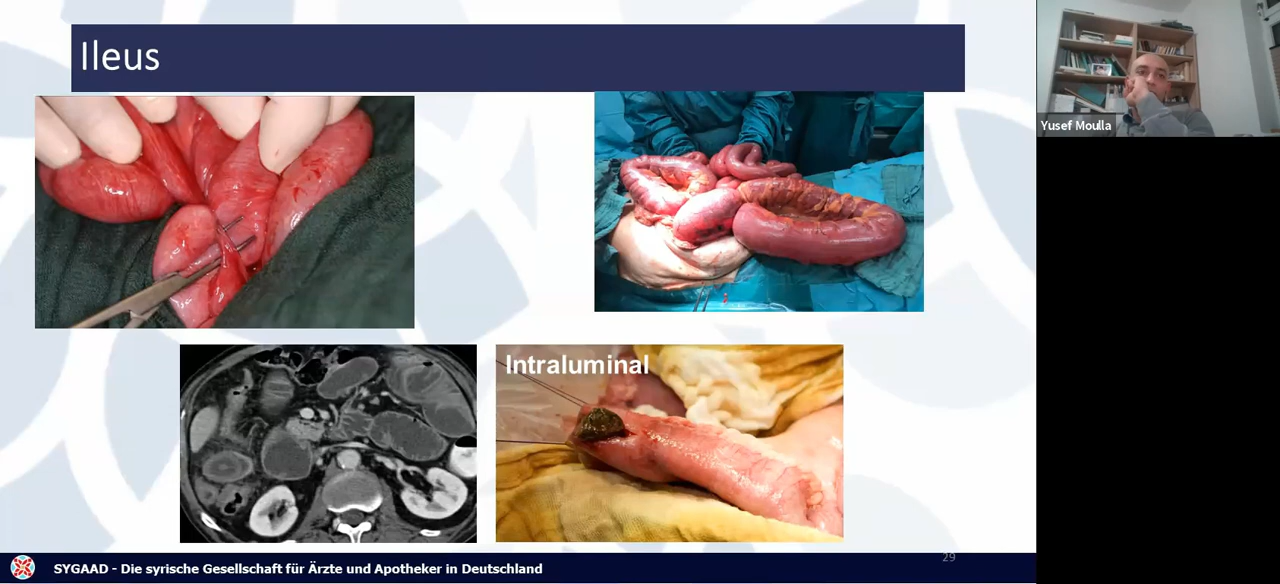 Ileus
Yusef Moulla
Intraluminal
29
SYGAAD - Die syrische Gesellschaft für Ärzte und Apotheker in Deutschland